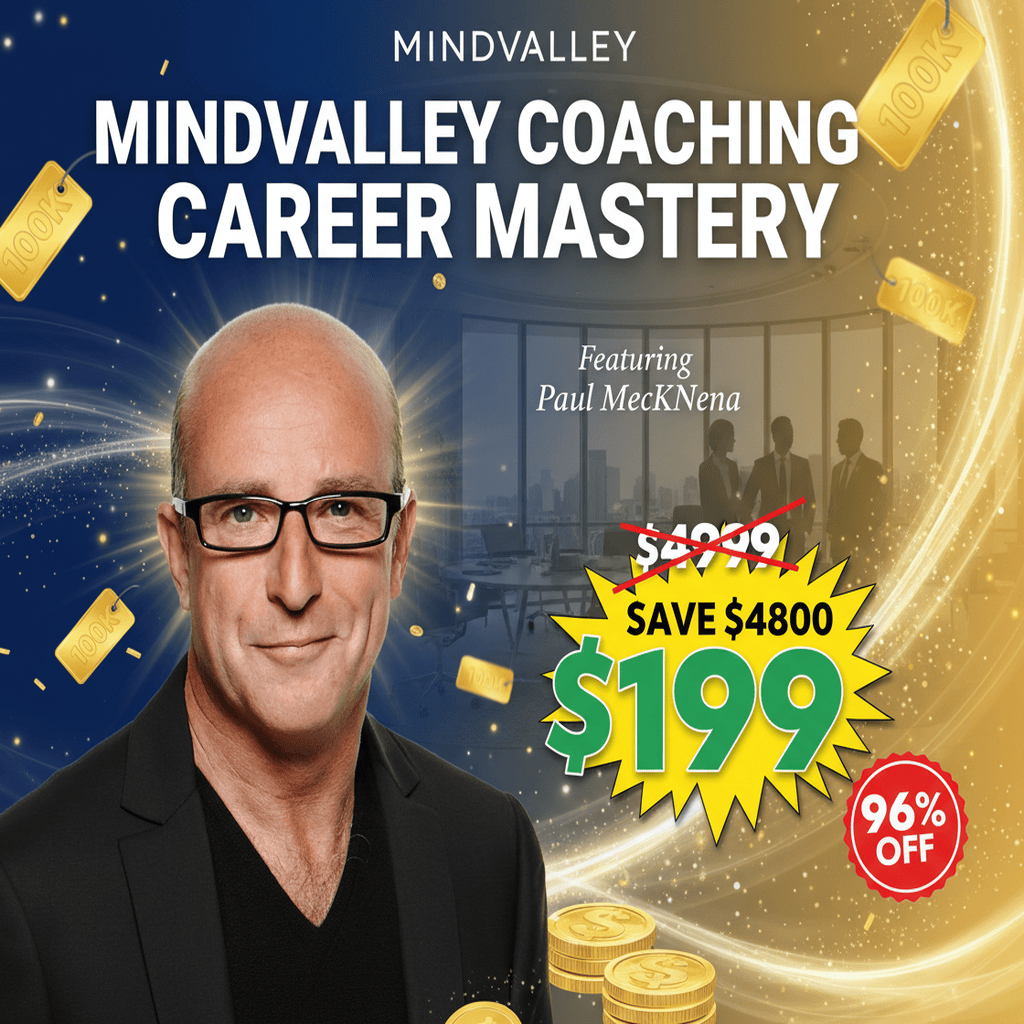 MINDVALLEY
MINDVALLEY COACHING
CAREER MASTERY
100K
100K
100K
Featuring
Paul MecKNena
$4999
SAVE $4800
$199
100K
100K
96%
OFF
$
$